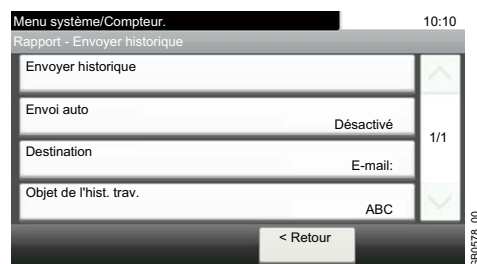 Menu système/Compteur. 10:10
Rapport - Envoyer historique
Envoyer historique
Envoi auto
Désactivé
1/1
Destination
E-mail:
Objet de l'hist. trav.
ABC
< Retour
GB0578_00